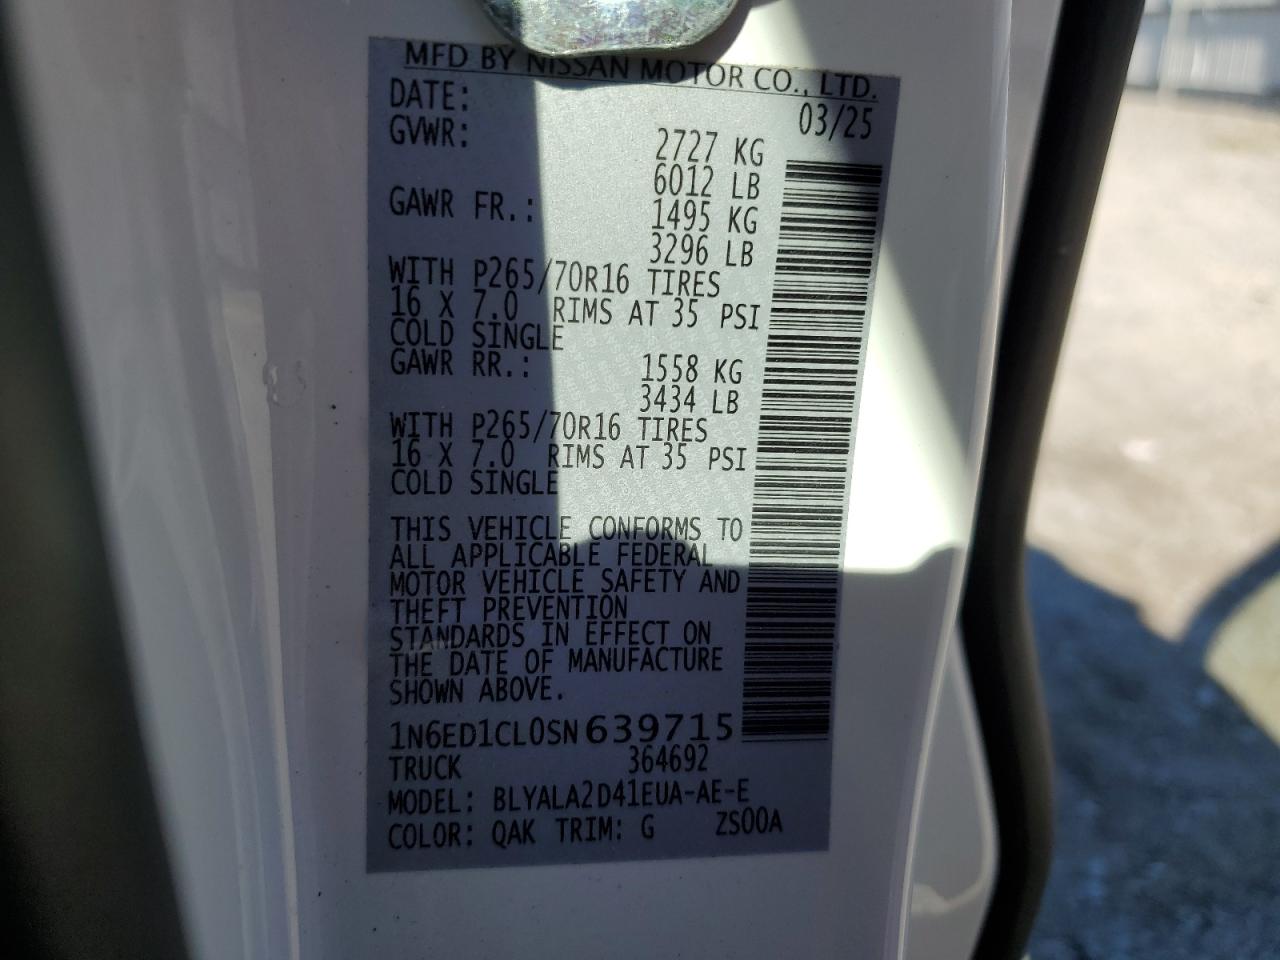 MFD BY NISSAN MOTOR CO., LTD.
DATE: 03/25
GVWR: 2727 KG
6012 LB
GAWR FR.: 1495 KG
3296 LB
WITH P265/70R16 TIRES
16 X 7.0 RIMS AT 35 PSI
COLD SINGLE
GAWR RR.: 1558 KG
3434 LB
WITH P265/70R16 TIRES
16 X 7.0 RIMS AT 35 PSI
COLD SINGLE
THIS VEHICLE CONFORMS TO
ALL APPLICABLE FEDERAL
MOTOR VEHICLE SAFETY AND
THEFT PREVENTION
STANDARDS IN EFFECT ON
THE DATE OF MANUFACTURE
SHOWN ABOVE.
1N6ED1CL0SN639715
TRUCK 364692
MODEL: BLYALA2D41EUA-AE-E
COLOR: QAK TRIM: G ZS00A